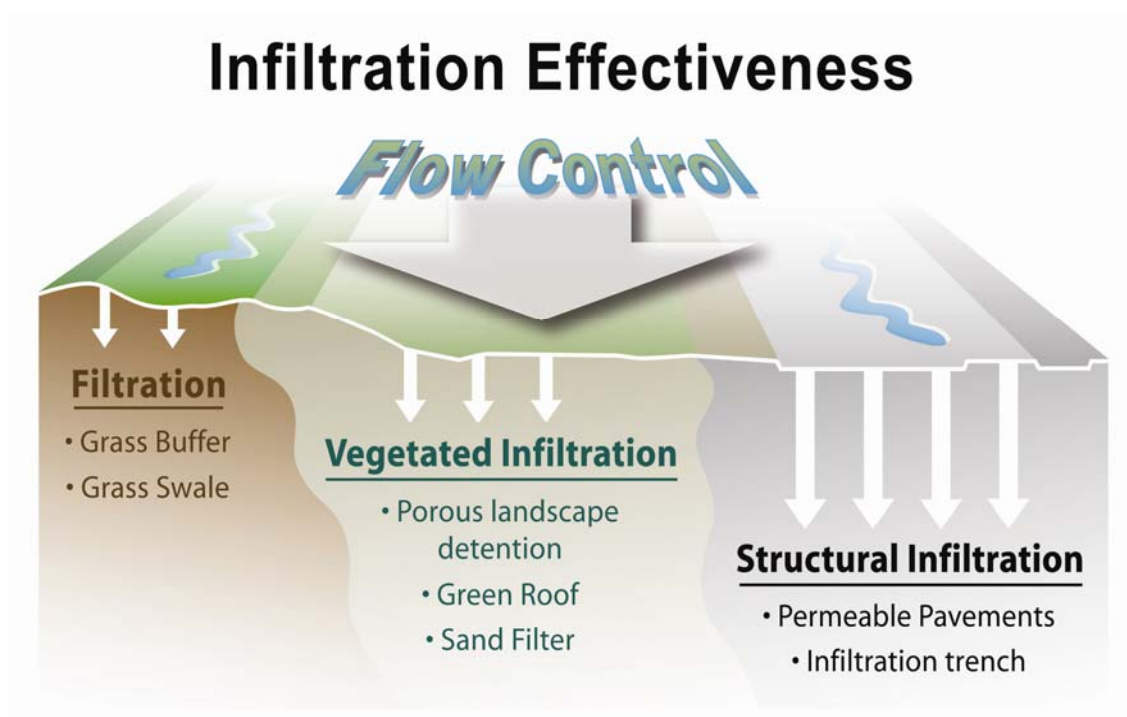 Infiltration Effectiveness
Flow Control
Filtration
• Grass Buffer
• Grass Swale
Vegetated Infiltration
• Porous landscape
detention
• Green Roof
• Sand Filter
Structural Infiltration
• Permeable Pavements
• Infiltration trench